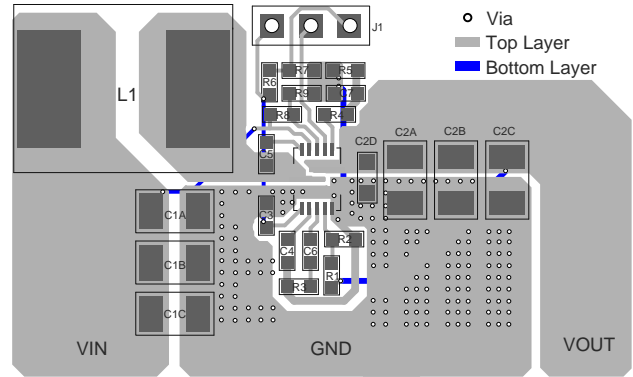 J1
Via
Top Layer
Bottom Layer
L1
R7
R5
R6
R9
C7
R8
R4
C5
C2D
C2A
C2B
C2C
C1A
C3
C1B
C4
C6
R2
R1
R3
C1C
VIN
GND
VOUT